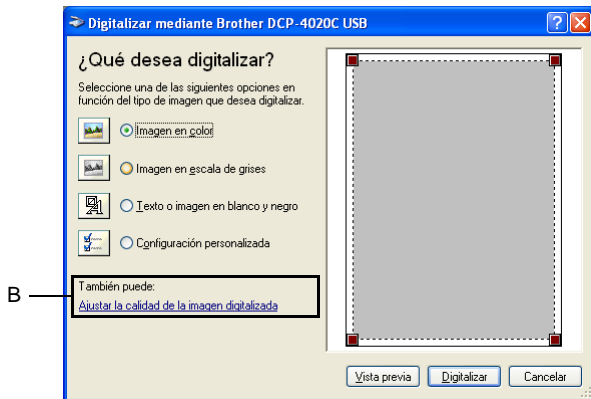 Digitalizar mediante Brother DCP-4020C USB
¿Qué desea digitalizar?
Seleccione una de las siguientes opciones en
función del tipo de imagen que desea digitalizar.
Imagen en color
Imagen en escala de grises
Texto o imagen en blanco y negro
Configuración personalizada
B
También puede:
Ajustar la calidad de la imagen digitalizada
Vista previa
Digitalizar
Cancelar